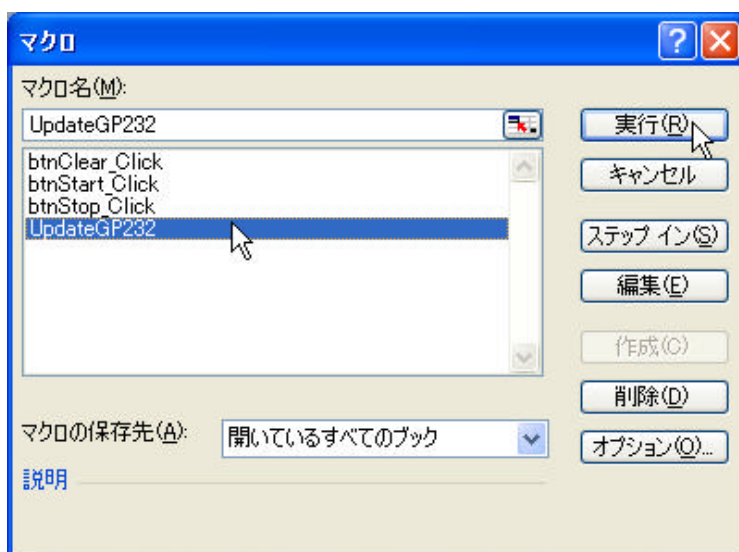 マクロ
マクロ名(M):
UpdateGP232
実行(R)
btnClear_Click
btnStart_Click
btnStop_Click
UpdateGP232
キャンセル
ステップ イン(S)
編集(E)
作成(C)
削除(D)
マクロの保存先(A):
開いているすべてのブック
オプション(O)...
説明